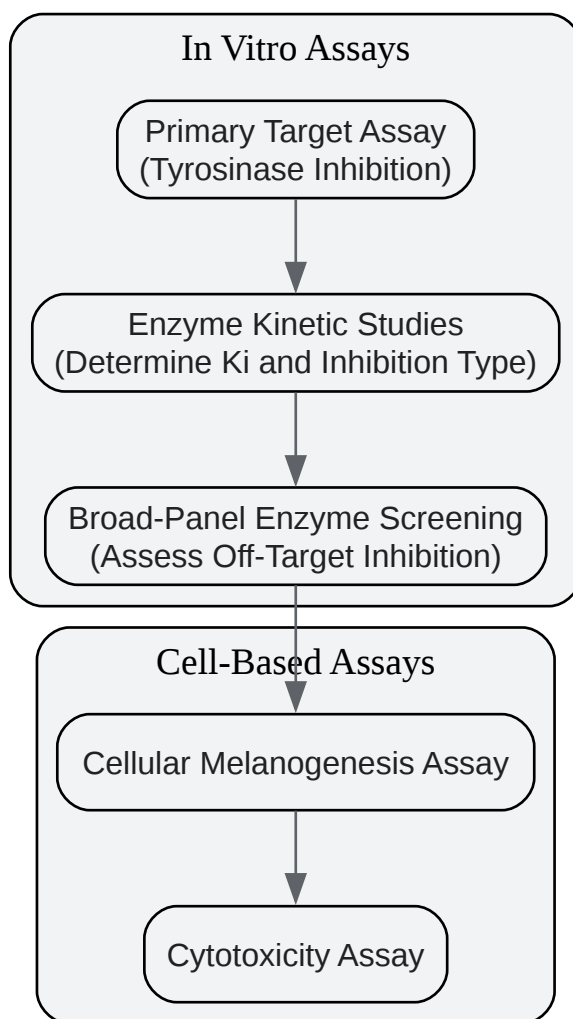 In Vitro Assays
Primary Target Assay
(Tyrosinase Inhibition)
Enzyme Kinetic Studies
(Determine Ki and Inhibition Type)
Broad-Panel Enzyme Screening
(Assess Off-Target Inhibition)
Cell-Based Assays
Cellular Melanogenesis Assay
Cytotoxicity Assay